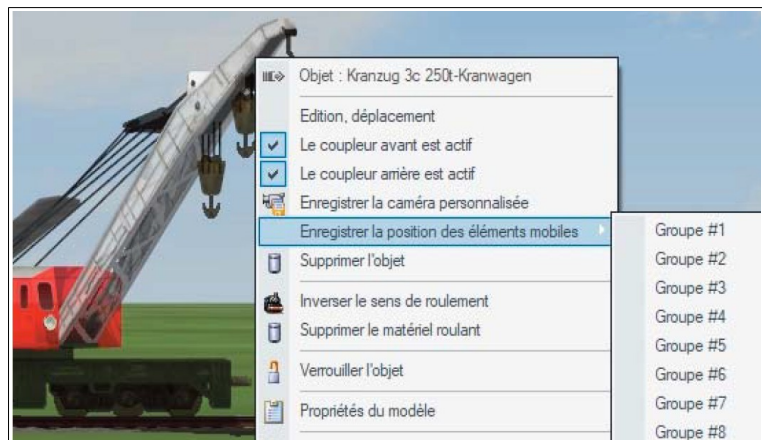 Objet : Kranzug 3c 250t-Kranwagen
Edition, déplacement
Le coupleur avant est actif
Le coupleur arrière est actif
Enregistrer la caméra personnalisée
Enregistrer la position des éléments mobiles
Groupe #1
Groupe #2
Groupe #3
Groupe #4
Groupe #5
Groupe #6
Groupe #7
Groupe #8
Supprimer l'objet
Inverser le sens de roulement
Supprimer le matériel roulant
Verrouiller l'objet
Propriétés du modèle